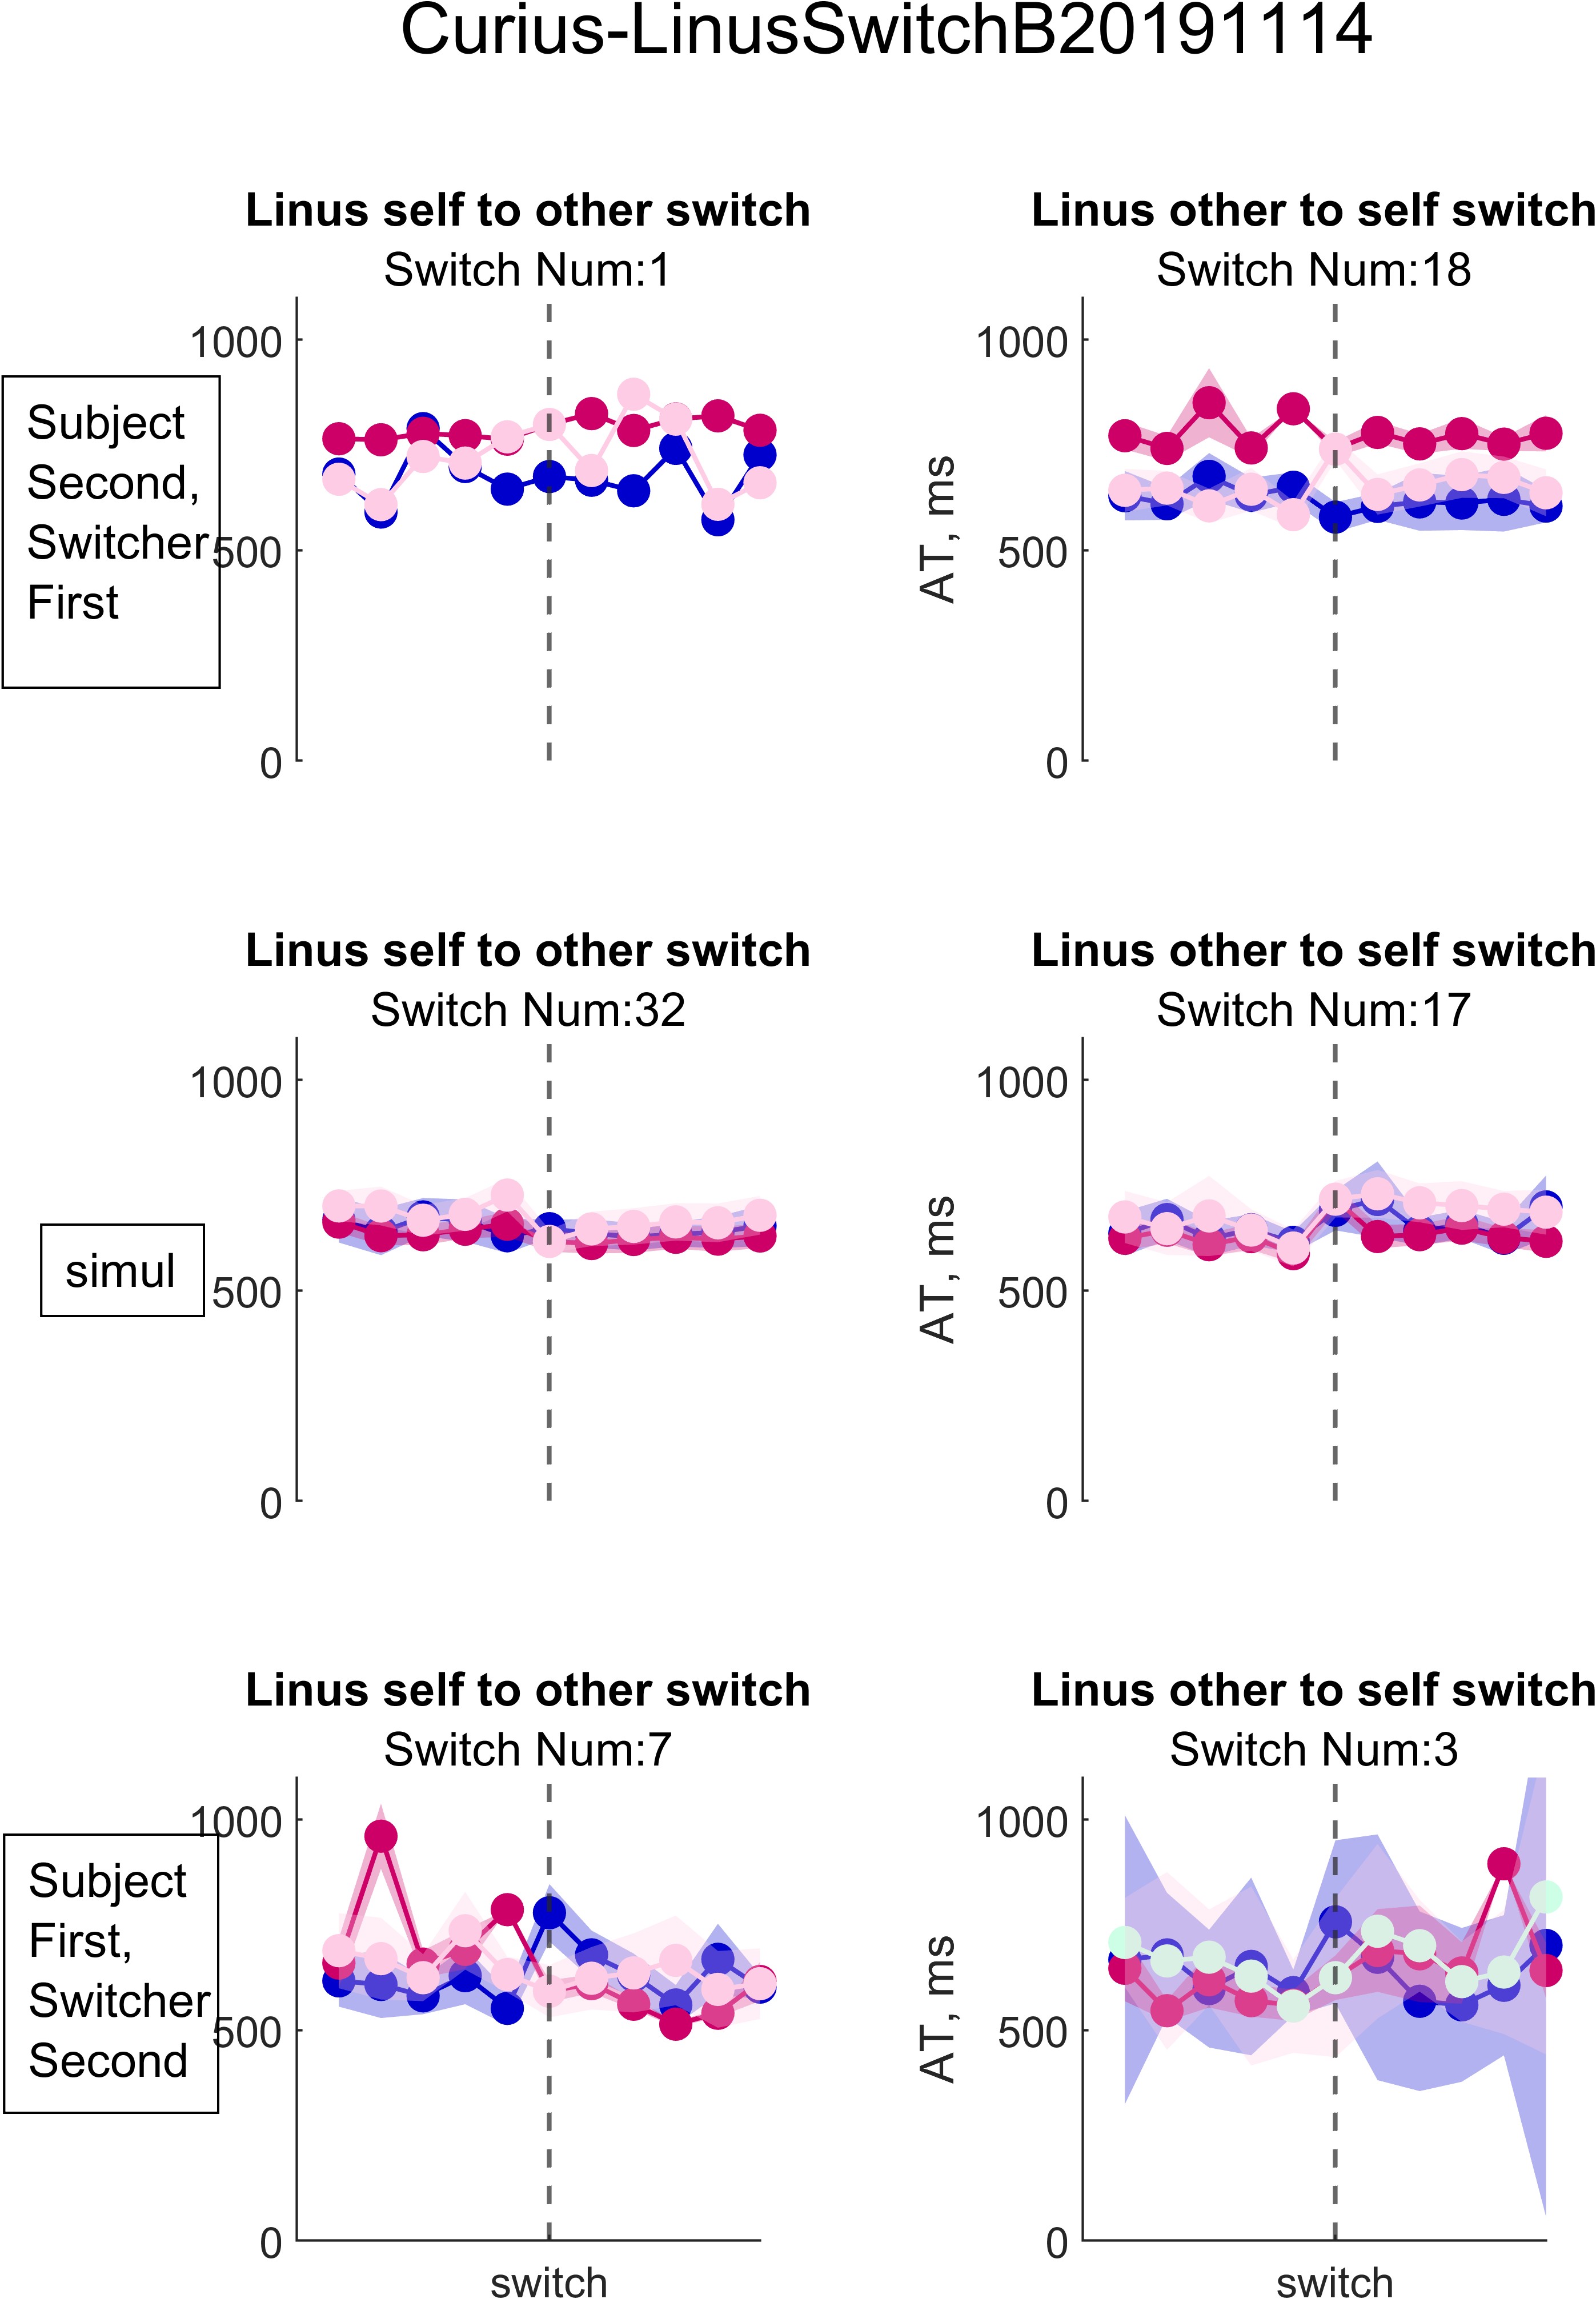 Curius-LinusSwitchB20191114
Linus self to other switch
Switch Num:1
Linus other to self switch
Switch Num:18
1000
500
0
Subject
Second,
Switcher
First
1000
500
0
AT, ms
Linus self to other switch
Switch Num:32
Linus other to self switch
Switch Num:17
1000
500
0
simul
1000
500
0
AT, ms
Linus self to other switch
Switch Num:7
Linus other to self switch
Switch Num:3
1000
500
0
Subject
First,
Switcher
Second
1000
500
0
AT, ms
switch
switch